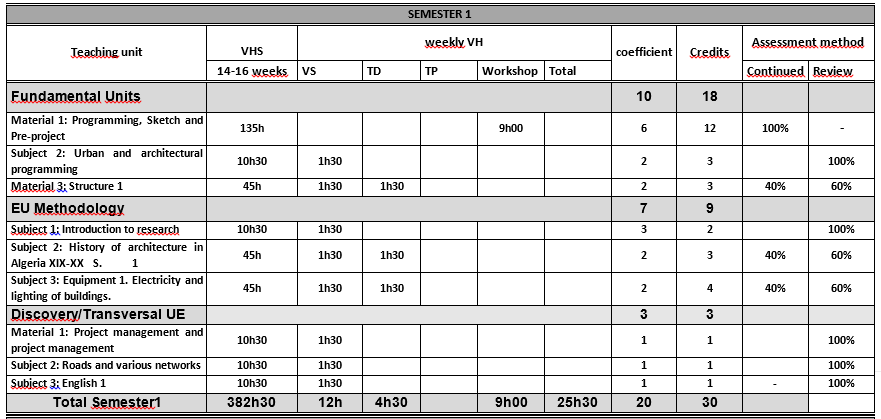 SEMESTER 1
Teaching unit VHS weekly VH coefficient Credits Assessment method
14-16 weeks VS TD TP Workshop Total Continued Review
Fundamental Units 10 18
Material 1: Programming, Sketch and
Pre-project 135h 9h00 6 12 100% -
Subject 2: Urban and architectural
programming 10h30 1h30 2 3 100%
Material 3: Structure 1 45h 1h30 1h30 2 3 40% 60%
EU Methodology 7 9
Subject 1: Introduction to research 10h30 1h30 3 2 100%
Subject 2: History of architecture in
Algeria XIX-XX S. 1 45h 1h30 1h30 2 3 40% 60%
Subject 3: Equipment 1. Electricity and
lighting of buildings. 45h 1h30 1h30 2 4 40% 60%
Discovery/Transversal UE 3 3
Material 1: Project management and
project management 10h30 1h30 1 1 100%
Subject 2: Roads and various networks 10h30 1h30 1 1 100%
Subject 3: English 1 10h30 1h30 1 1 - 100%
Total Semester1 382h30 12h 4h30 9h00 25h30 20 30